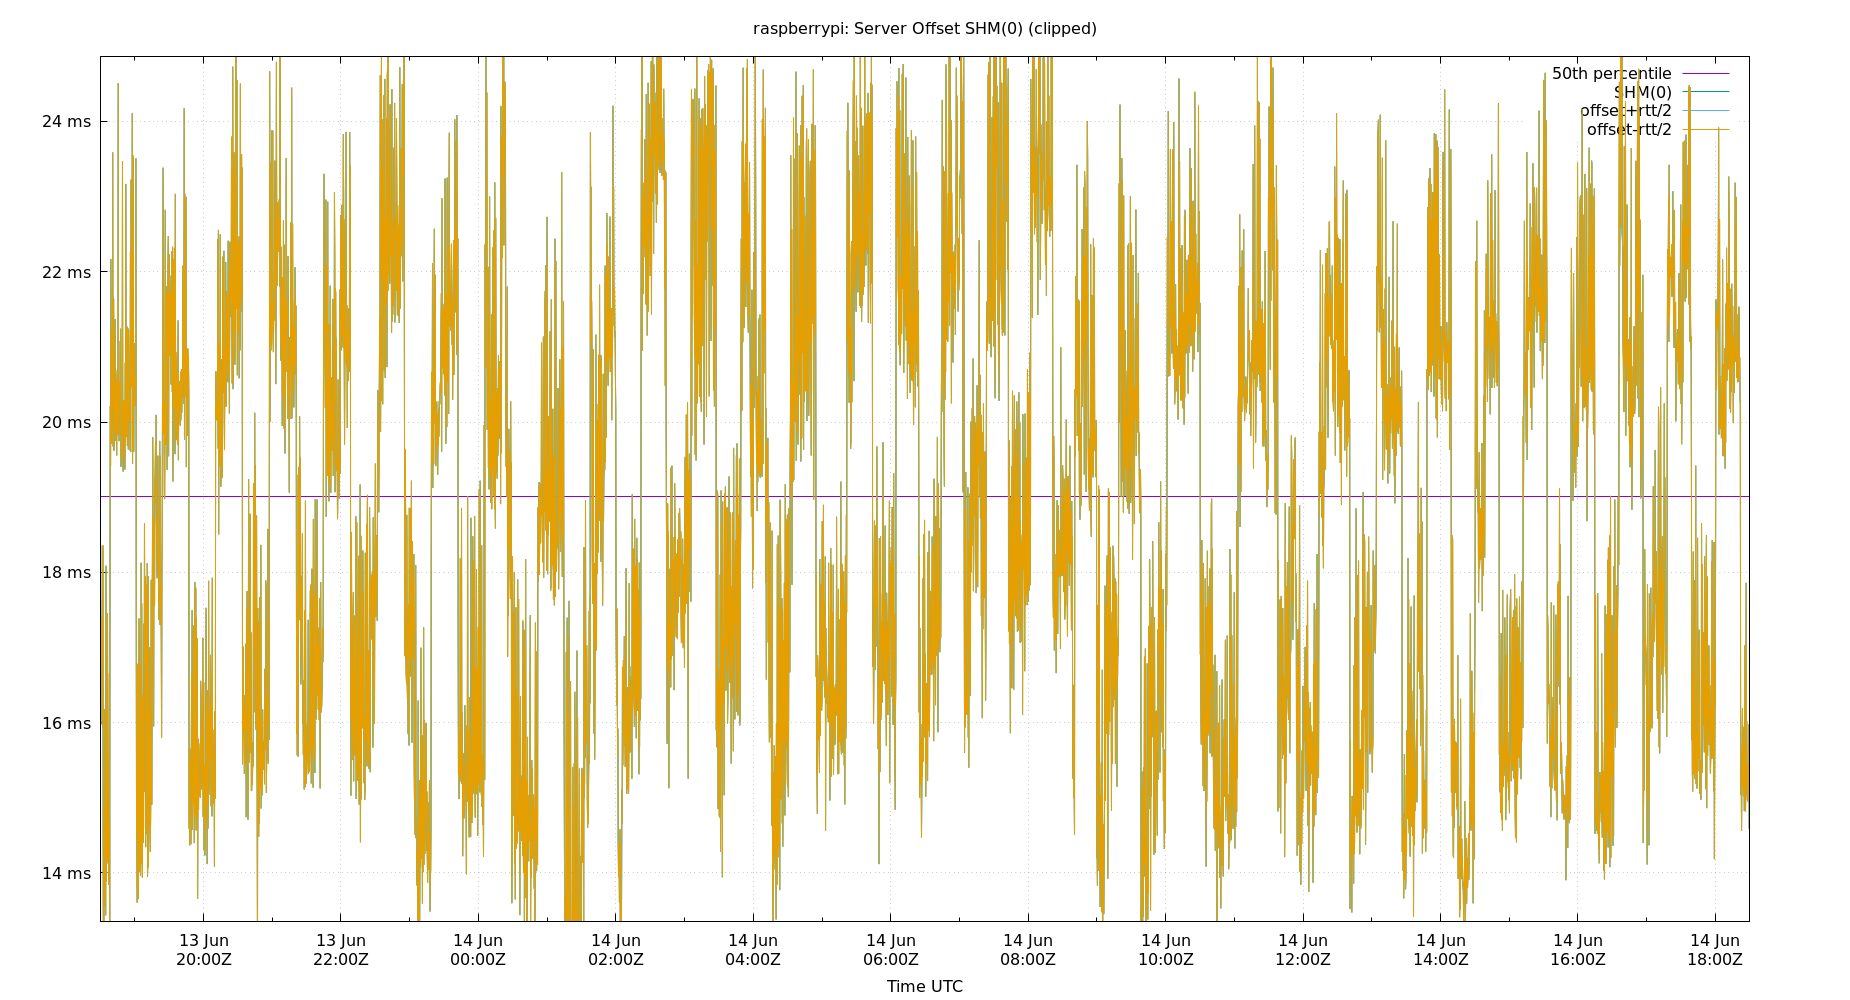 raspberrypi: Server Offset SHM(0) (clipped)
50th percentile
SHM(0)
offset+rtt/2
offset-rtt/2
24 ms
22 ms
20 ms
18 ms
16 ms
14 ms
13 Jun 13 Jun 14 Jun 14 Jun 14 Jun 14 Jun 14 Jun 14 Jun 14 Jun 14 Jun 14 Jun 14 Jun
20:00Z 22:00Z 00:00Z 02:00Z 04:00Z 06:00Z 08:00Z 10:00Z 12:00Z 14:00Z 16:00Z 18:00Z
Time UTC